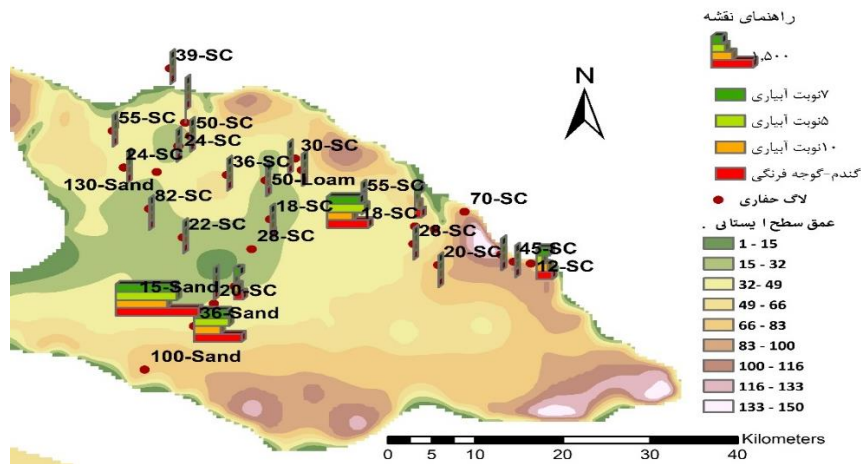 راهنمای نقشه
۱,۵۰۰
۷نوبت آبیاری
۵نوبت آبیاری
۱۰نوبت آبیاری
گندم-گوجه فرنگی
لاگ حفاری
عمق سطح ایستابی .
1 - 15
15 - 32
32 - 49
49 - 66
66 - 83
83 - 100
100 - 116
116 - 133
133 - 150
N
39-SC
55-SC
50-SC
24-SC
30-SC
24-SC
36-SC
130-Sand
50-Loam
55-SC
82-SC
18-SC
18-SC
70-SC
22-SC
28-SC
28-SC
45-SC
20-SC
12-SC
15-Sand
20-SC
36-Sand
100-Sand
Kilometers
0 5 10 20 30 40